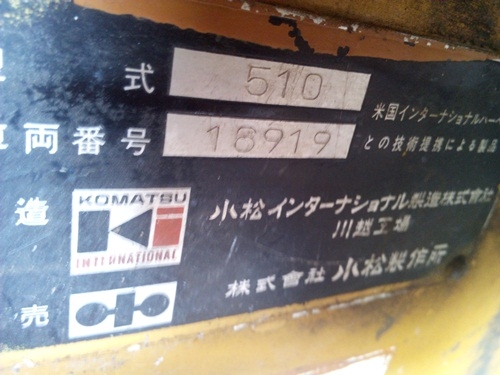 式 510
車両番号 18919
米国インターナショナルハー
との技術提携による製品
造 KOMATSU
INTERNATIONAL
小松インターナショナル製造株式会
川越工場
売 株式會社 小松製作所